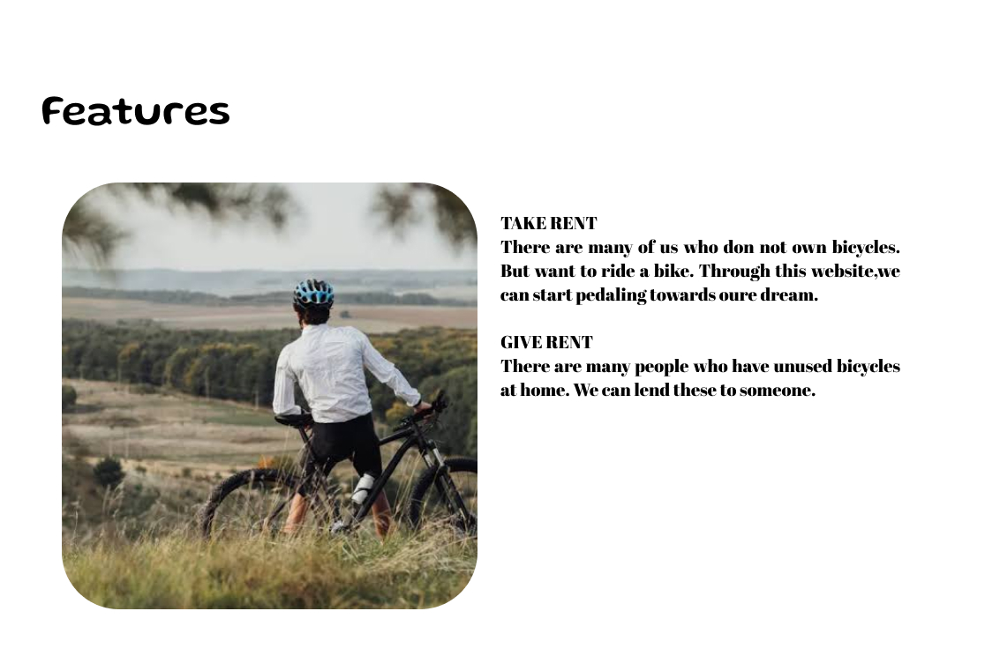 Features
TAKE RENT
There are many of us who don not own bicycles.
But want to ride a bike. Through this website,we
can start pedaling towards oure dream.
GIVE RENT
There are many people who have unused bicycles
at home. We can lend these to someone.